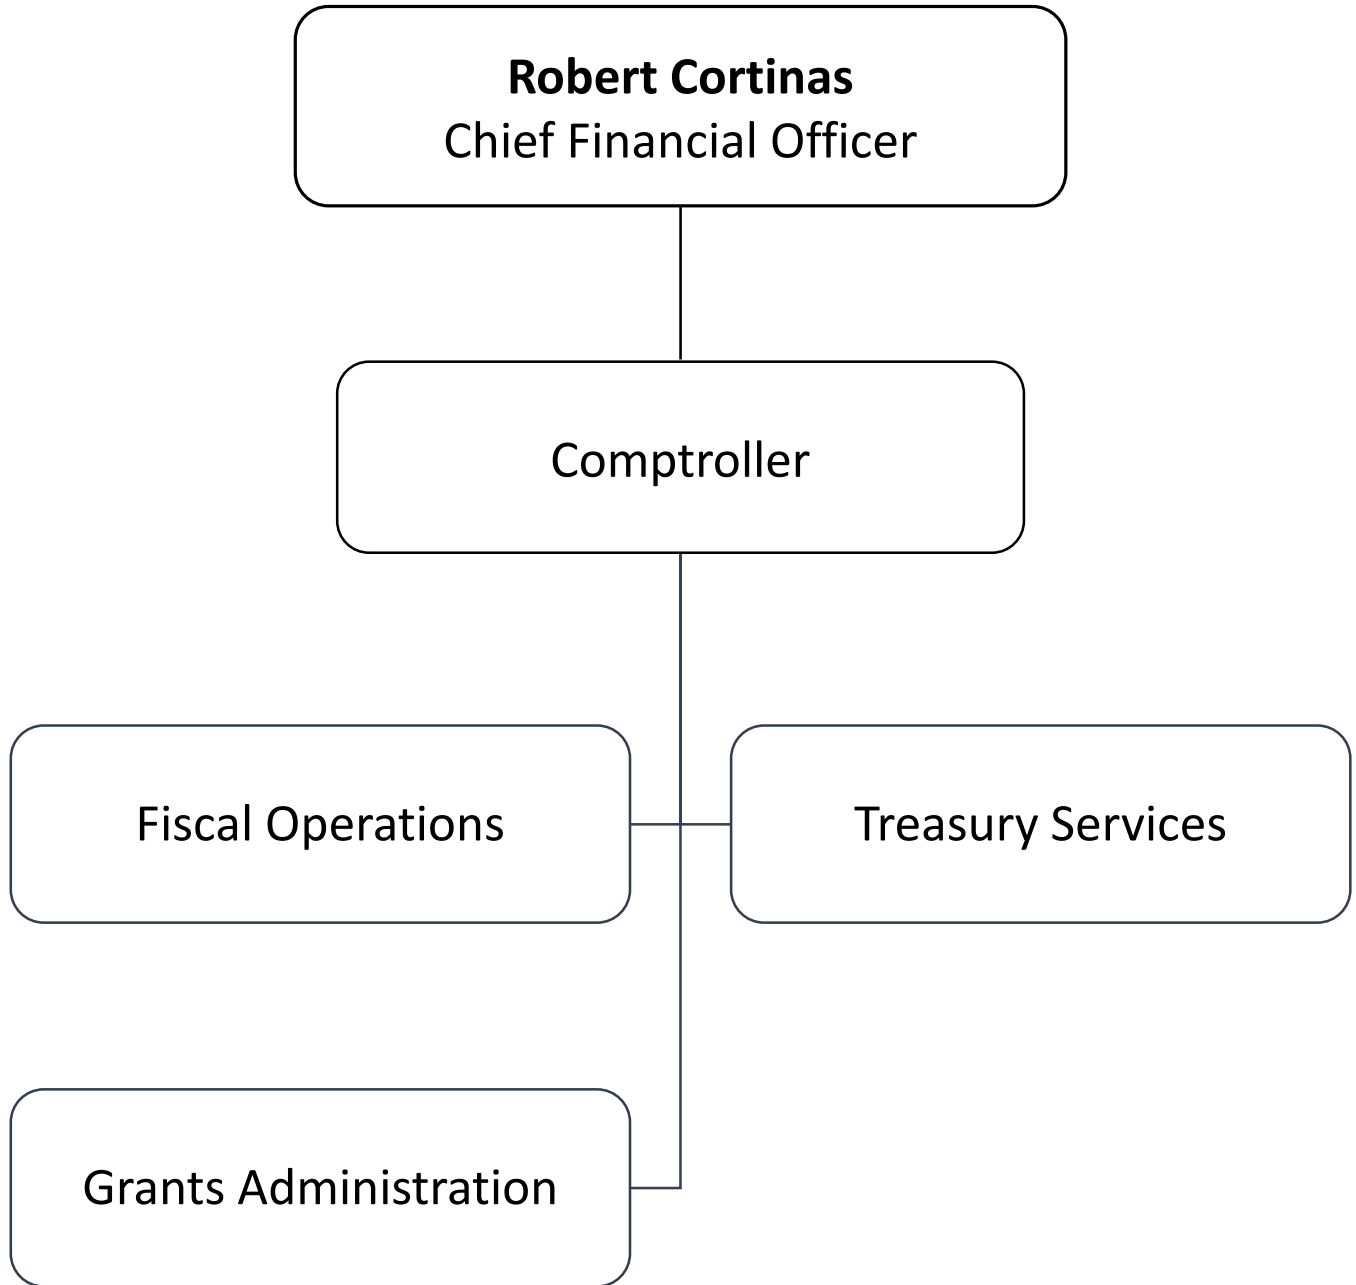 Robert Cortinas
Chief Financial Officer
Comptroller
Fiscal Operations
Treasury Services
Grants Administration